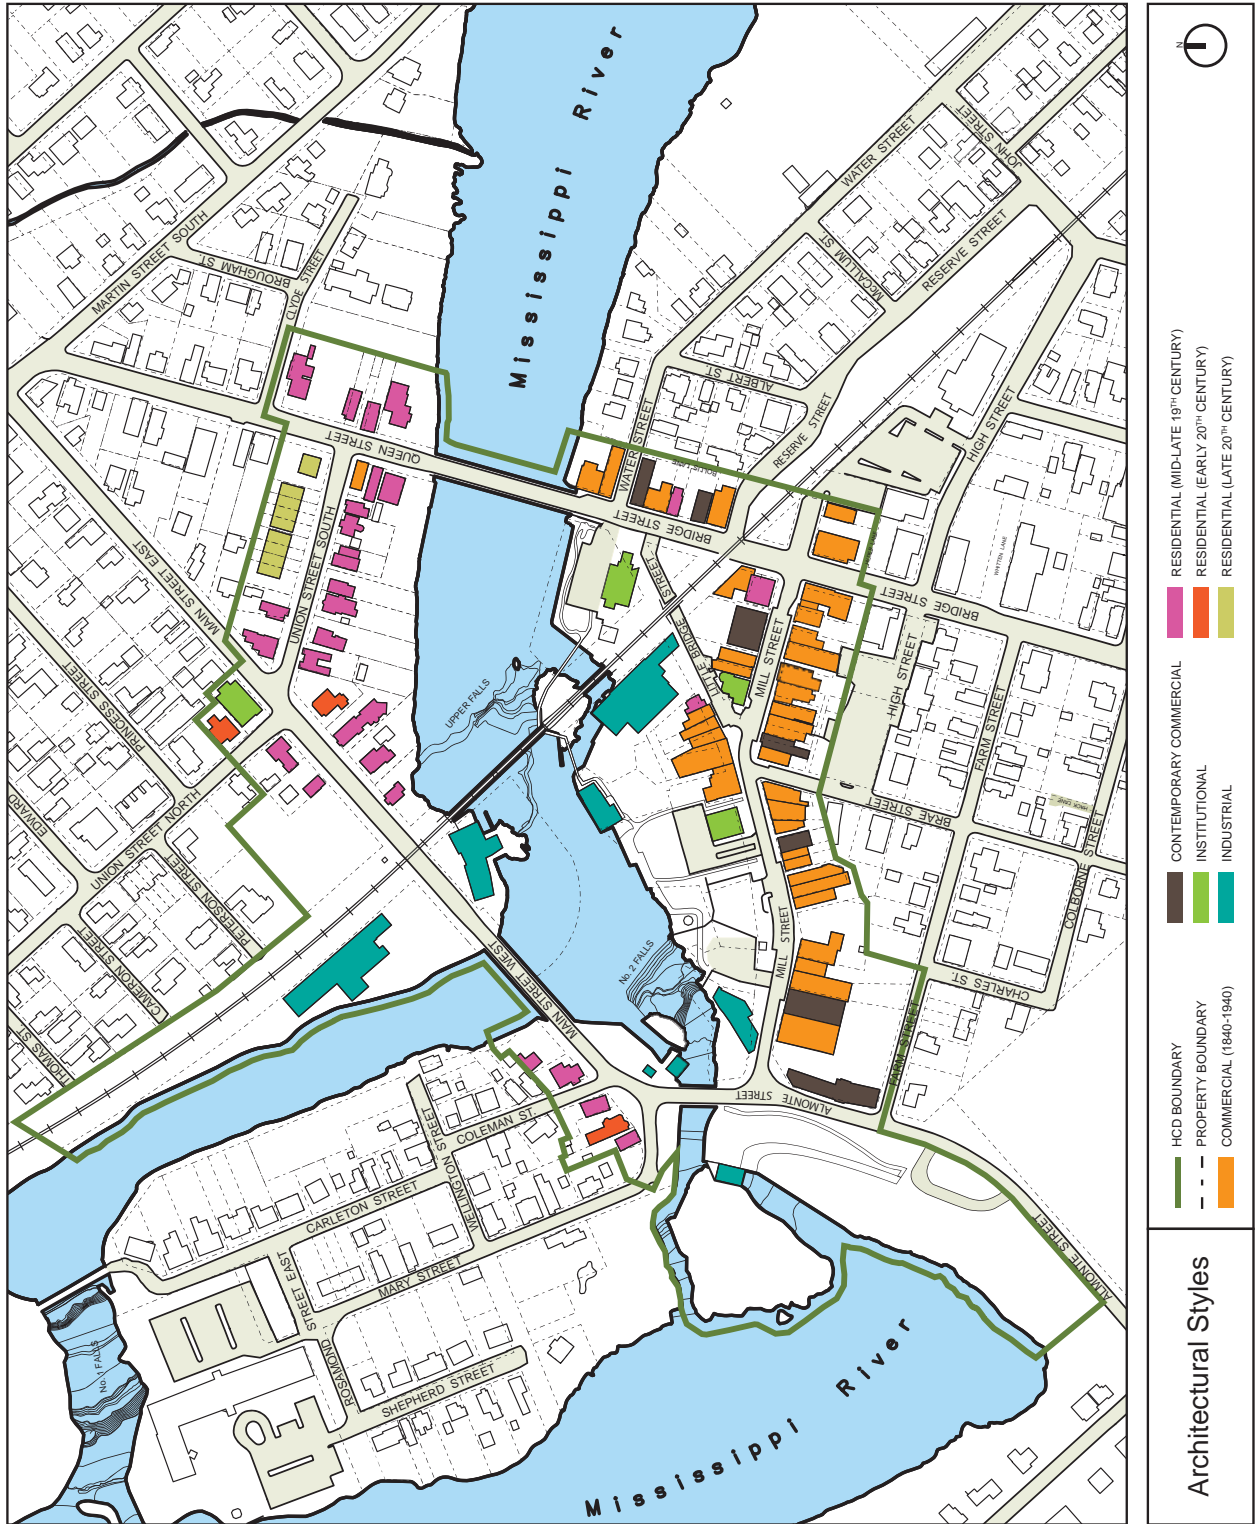 Mississippi River
Mississippi River
MARTIN STREET SOUTH
BROUGHAM ST.
CLYDE STREET
QUEEN STREET
UNION STREET SOUTH
MAIN STREET EAST
PRINCESS STREET
EDWARD
UNION STREET NORTH
PETERSON STREET
CAMERON STREET
THOMAS ST.
MAIN STREET WEST
UPPER FALLS
No. 2 FALLS
No. 1 FALLS
COLEMAN ST.
WELLINGTON STREET
CARLETON STREET
MARY STREET
ROSAMOND STREET EAST
SHEPHERD STREET
ALMONTE STREET
ALMONTE STREET
MILL STREET
MILL STREET
LITTLE BRIDGE STREET
BRIDGE STREET
BRIDGE STREET
WATER STREET
WATER STREET
ALBERT ST.
McCALLUM ST
JOHN STREET
RESERVE STREET
RESERVE STREET
HIGH STREET
HIGH STREET
WHITTEN LANE
FARM STREET
FARM STREET
BRAE STREET
COLBORNE STREET
CHARLES ST.
N
Architectural Styles
HCD BOUNDARY
PROPERTY BOUNDARY
COMMERCIAL (1840-1940)
CONTEMPORARY COMMERCIAL
INSTITUTIONAL
INDUSTRIAL
RESIDENTIAL (MID-LATE 19TH CENTURY)
RESIDENTIAL (EARLY 20TH CENTURY)
RESIDENTIAL (LATE 20TH CENTURY)